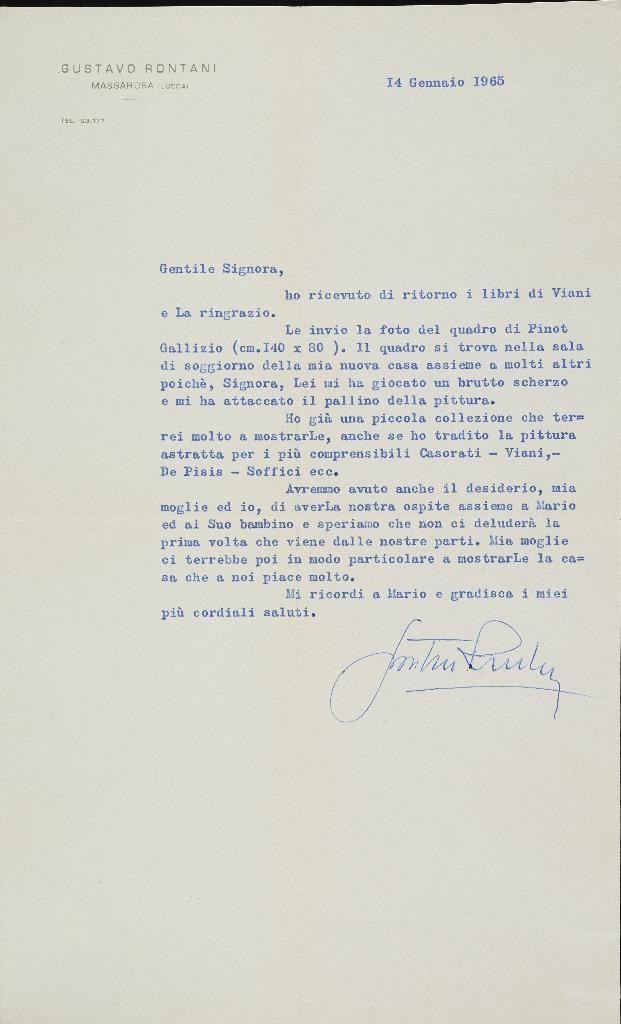 GUSTAVO RONTANI
MASSAROSA (LUCCA)
TEL. 93.177
14 Gennaio 1965
Gentile Signora,
ho ricevuto di ritorno i libri di Viani
e La ringrazio.
Le invio la foto del quadro di Pinot
Gallizio (cm.140 x 80 ). Il quadro si trova nella sala
di soggiorno della mia nuova casa assieme a molti altri
poichè, Signora, Lei mi ha giocato un brutto scherzo
e mi ha attaccato il pallino della pittura.
Ho già una piccola collezione che ter=
rei molto a mostrarLe, anche se ho tradito la pittura
astratta per i più comprensibili Casorati - Viani,-
De Pisis - Soffici ecc.
Avremmo avuto anche il desiderio, mia
moglie ed io, di averLa nostra ospite assieme a Mario
ed al Suo bambino e speriamo che non ci deluderà la
prima volta che viene dalle nostre parti. Mia moglie
ci terrebbe poi in modo particolare a mostrarLe la ca=
sa che a noi piace molto.
Mi ricordi a Mario e gradisca i miei
più cordiali saluti.